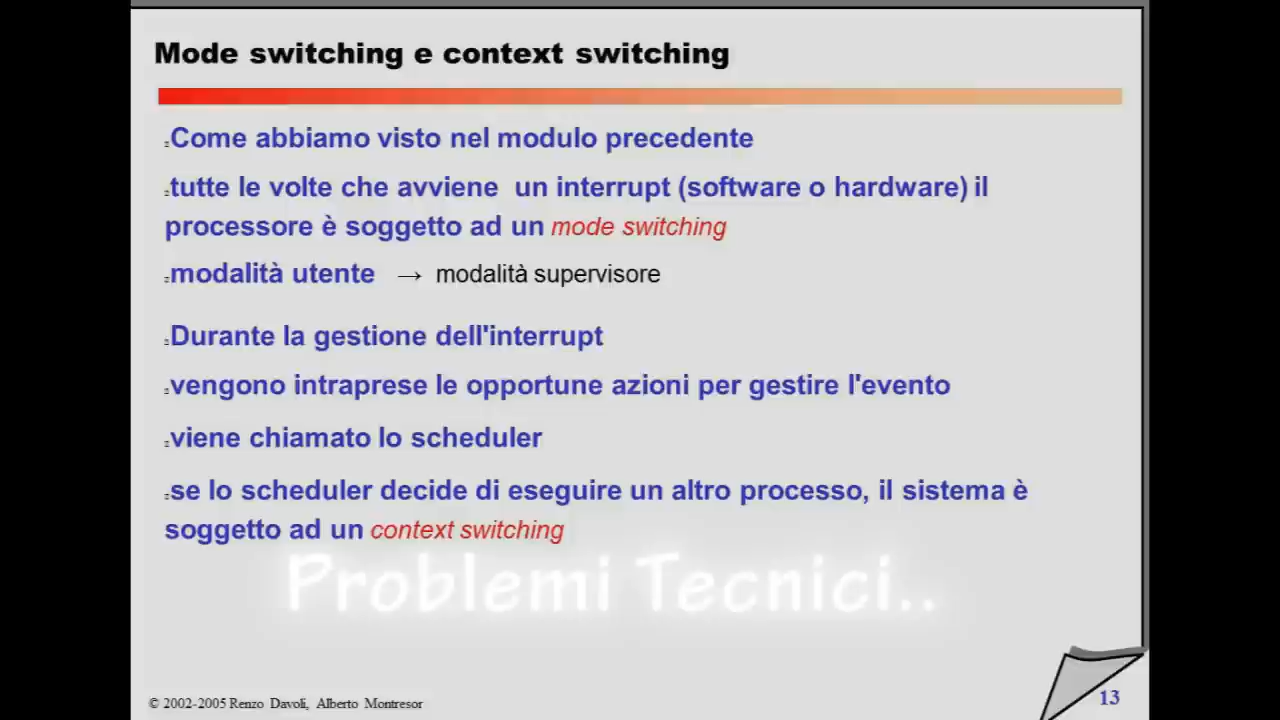 Mode switching e context switching
Come abbiamo visto nel modulo precedente
tutte le volte che avviene un interrupt (software o hardware) il
processore è soggetto ad un mode switching
modalità utente → modalità supervisore
Durante la gestione dell'interrupt
vengono intraprese le opportune azioni per gestire l'evento
viene chiamato lo scheduler
se lo scheduler decide di eseguire un altro processo, il sistema è
soggetto ad un context switching
Problemi Tecnici..
© 2002-2005 Renzo Davoli, Alberto Montresor
13